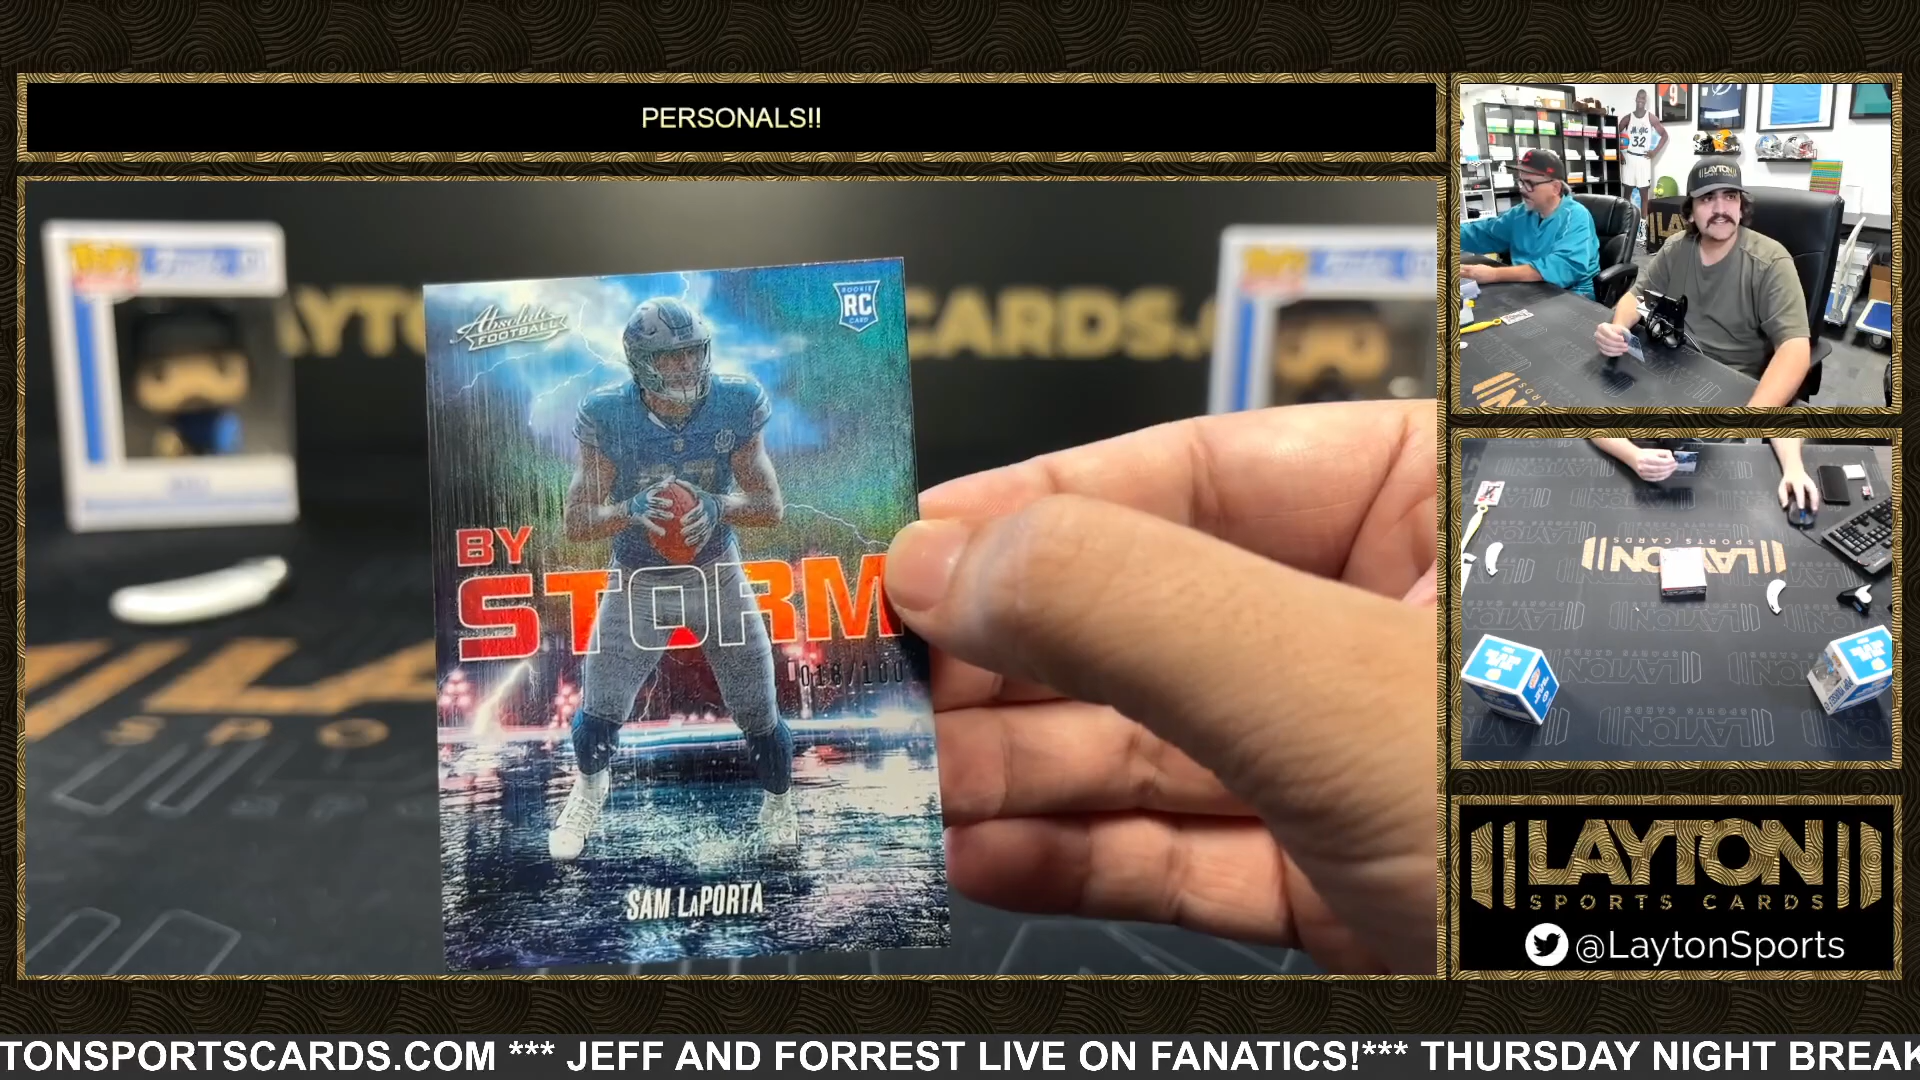 PERSONALS!!
Absolute
FOOTBALL
ROOKIE
RC
CARD
BY
STORM
018/100
SAM LaPORTA
LAYTON
SPORTS CARDS
@LaytonSports
TONSPORTSCARDS.COM *** JEFF AND FORREST LIVE ON FANATICS!*** THURSDAY NIGHT BREAK